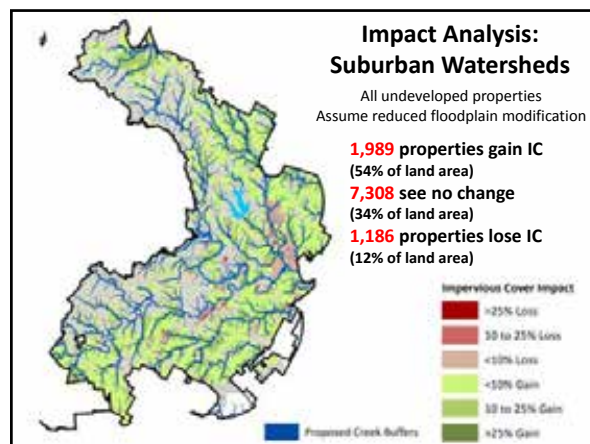 Impact Analysis:
Suburban Watersheds
All undeveloped properties
Assume reduced floodplain modification
1,989 properties gain IC
(54% of land area)
7,308 see no change
(34% of land area)
1,186 properties lose IC
(12% of land area)
Impervious Cover Impact
>25% Loss
10 to 25% Loss
<10% Loss
<10% Gain
10 to 25% Gain
>25% Gain
Proposed Creek Buffers